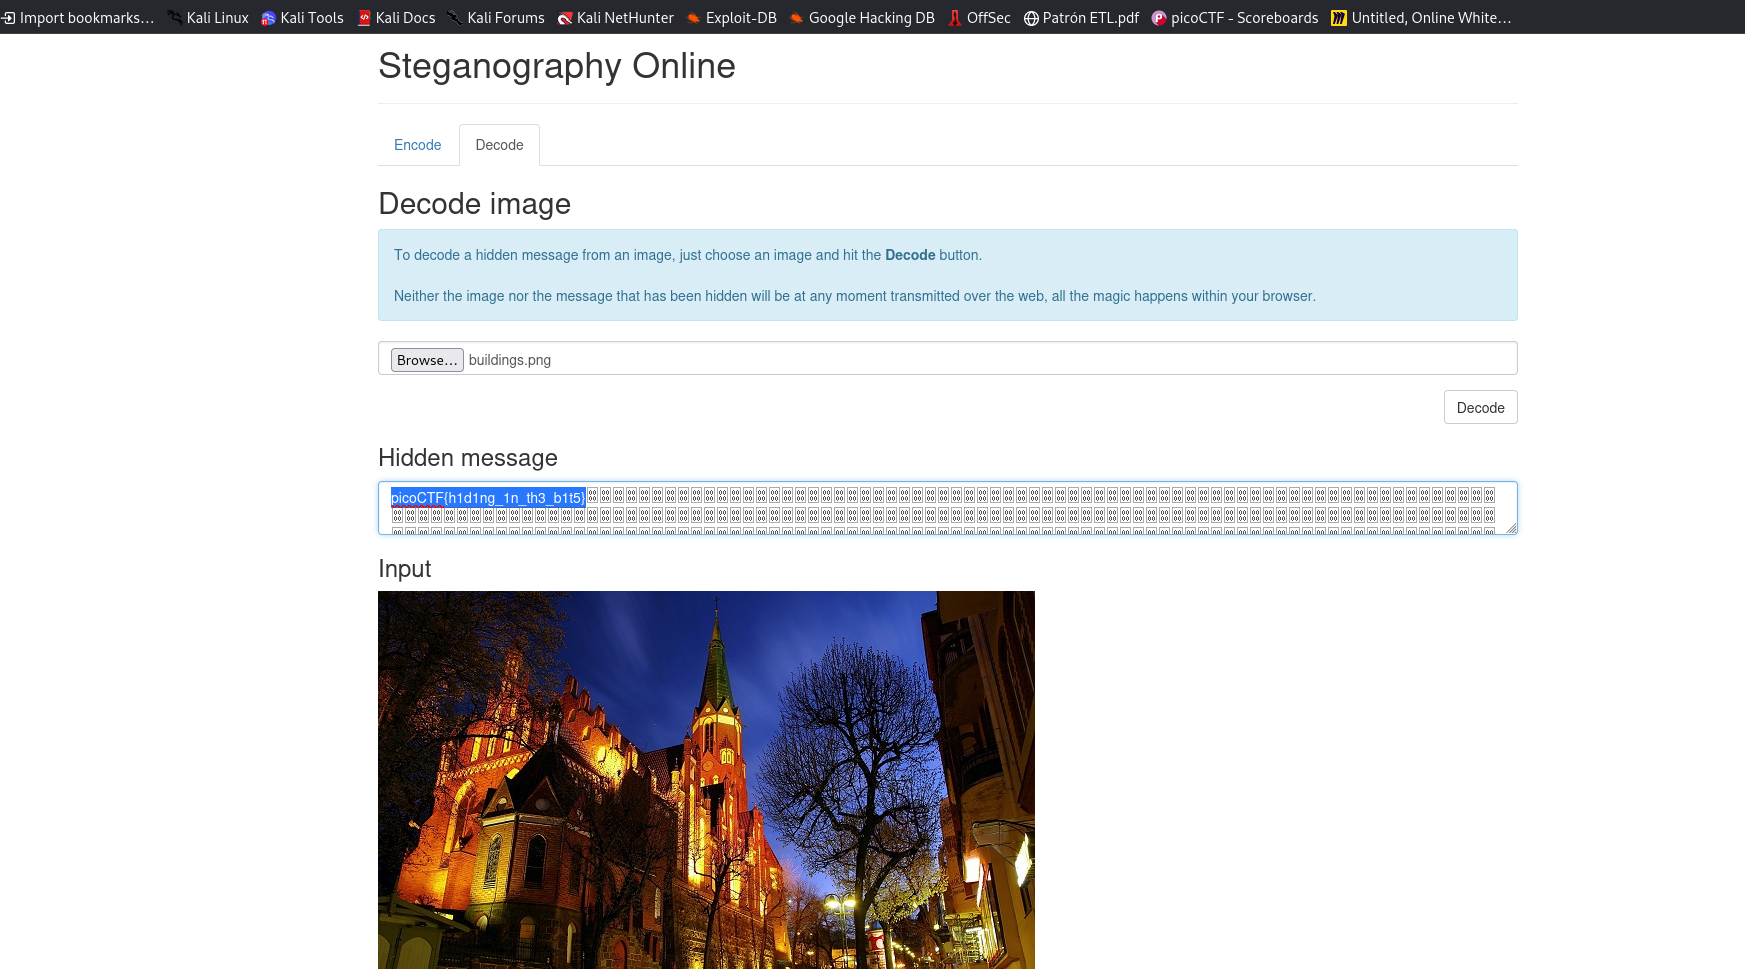 Import bookmarks... Kali Linux Kali Tools Kali Docs Kali Forums Kali NetHunter Exploit-DB Google Hacking DB OffSec Patrón ETL.pdf picoCTF - Scoreboards Untitled, Online White...
Steganography Online
Encode Decode
Decode image
To decode a hidden message from an image, just choose an image and hit the Decode button.
Neither the image nor the message that has been hidden will be at any moment transmitted over the web, all the magic happens within your browser.
Browse... buildings.png
Decode
Hidden message
picoCTF{h1d1ng_1n_th3_b1t5}
Input